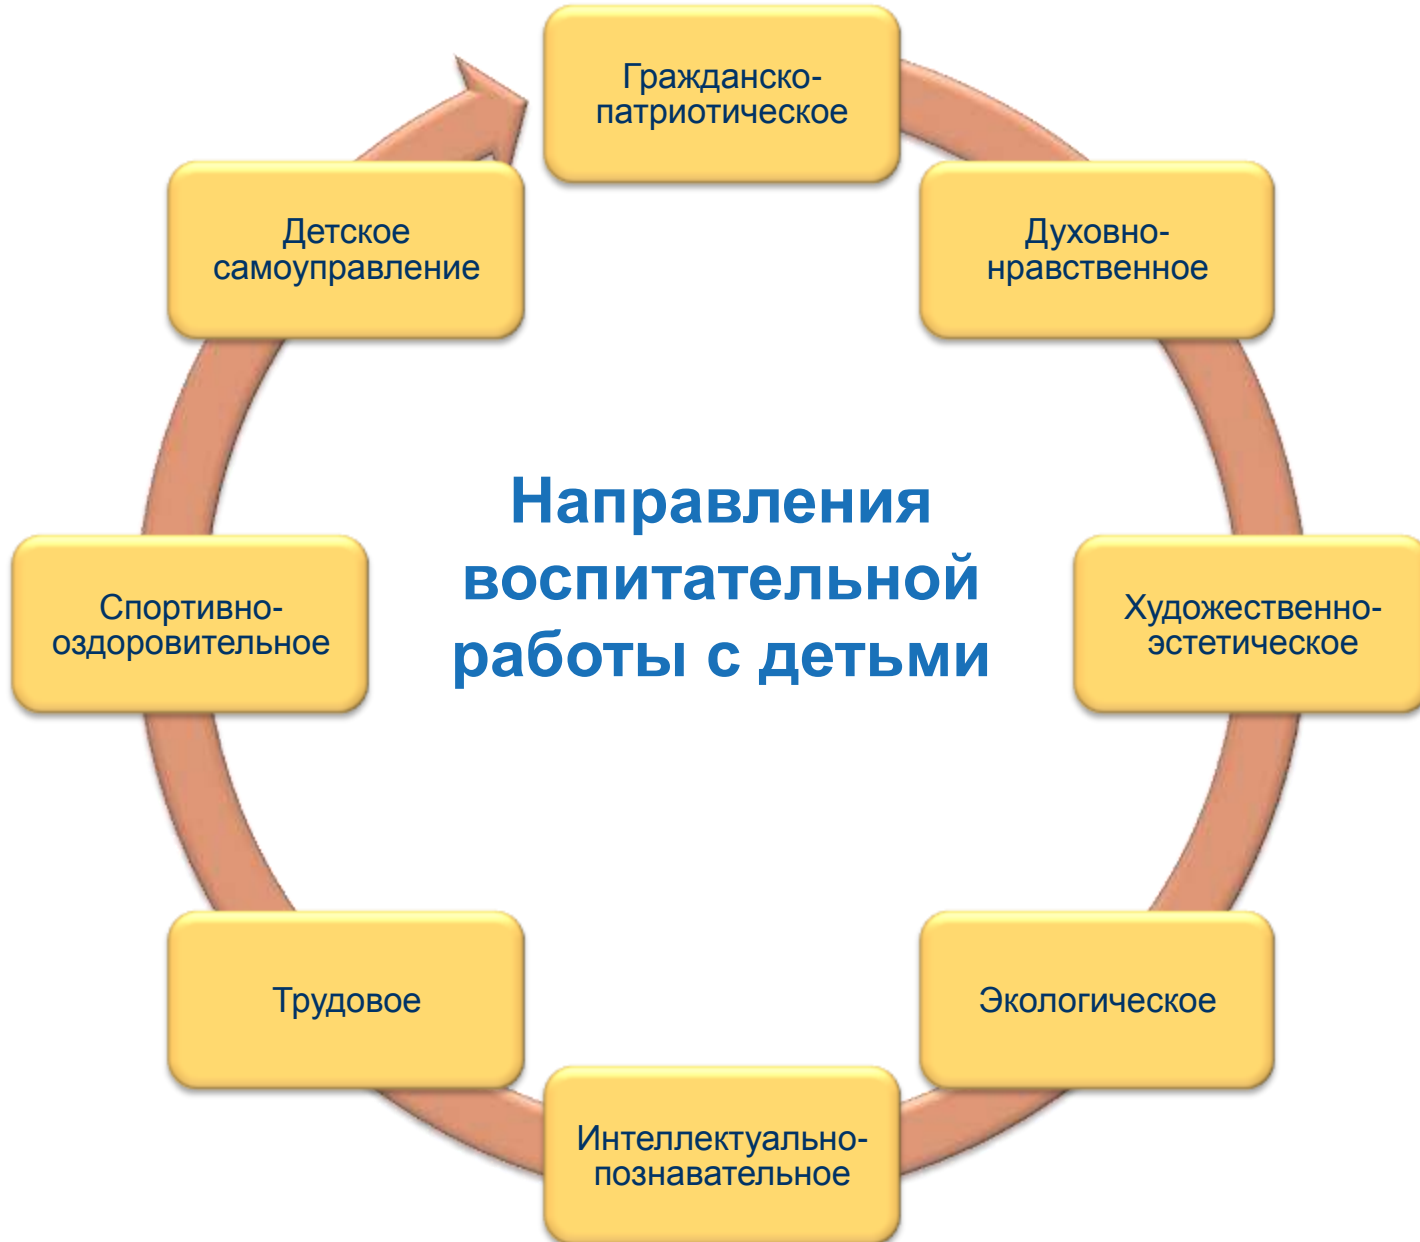 Гражданско-
патриотическое
Духовно-
нравственное
Художественно-
эстетическое
Экологическое
Интеллектуально-
познавательное
Трудовое
Спортивно-
оздоровительное
Детское
самоуправление
Направления
воспитательной
работы с детьми